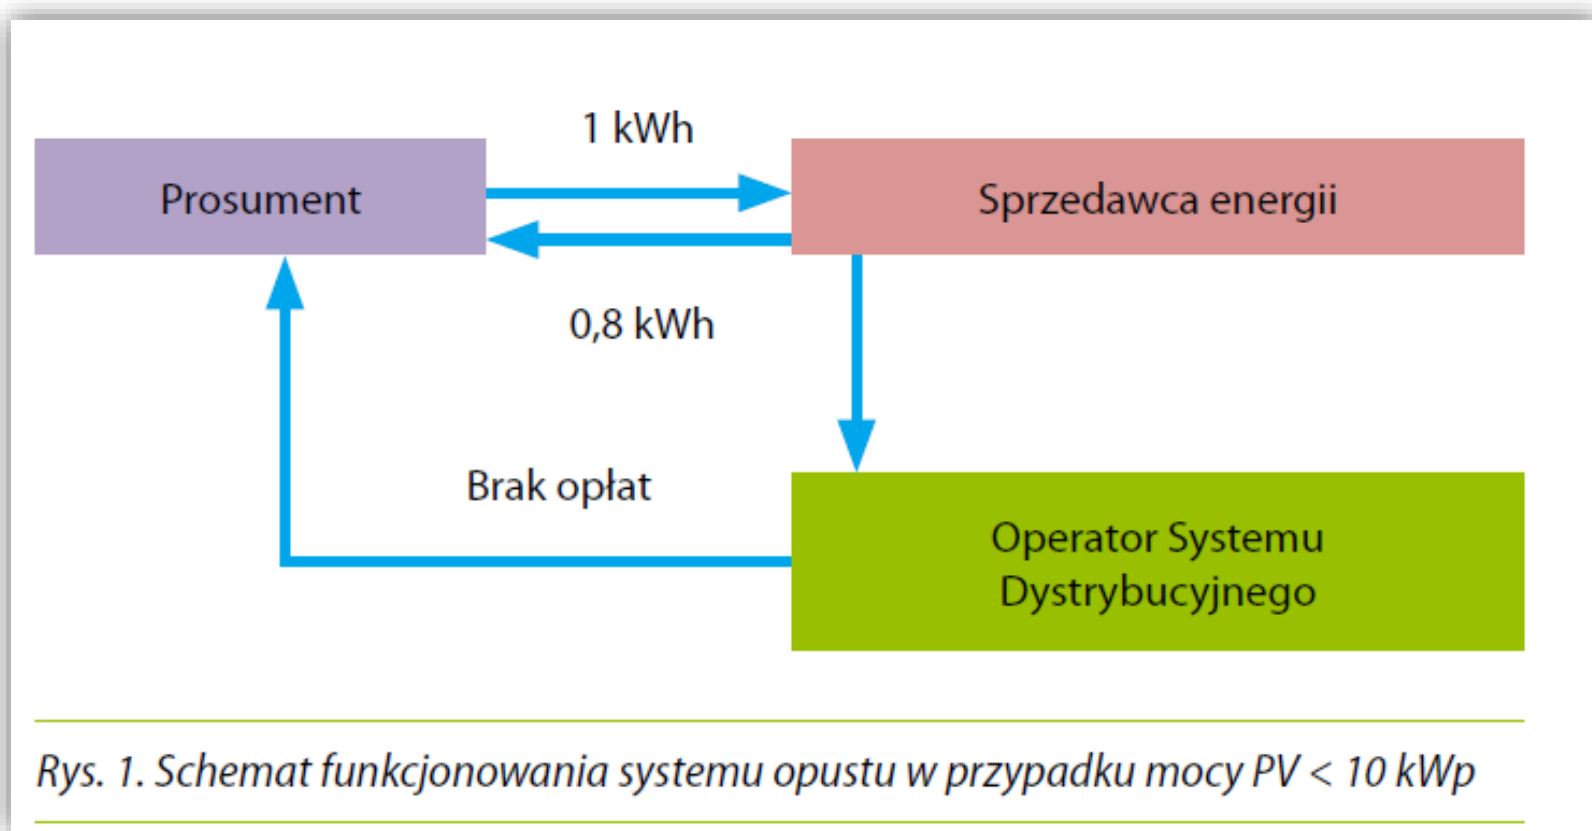 1 kWh
Prosument
Sprzedawca energii
0,8 kWh
Brak opłat
Operator Systemu
Dystrybucyjnego
Rys. 1. Schemat funkcjonowania systemu opustu w przypadku mocy PV < 10 kWp